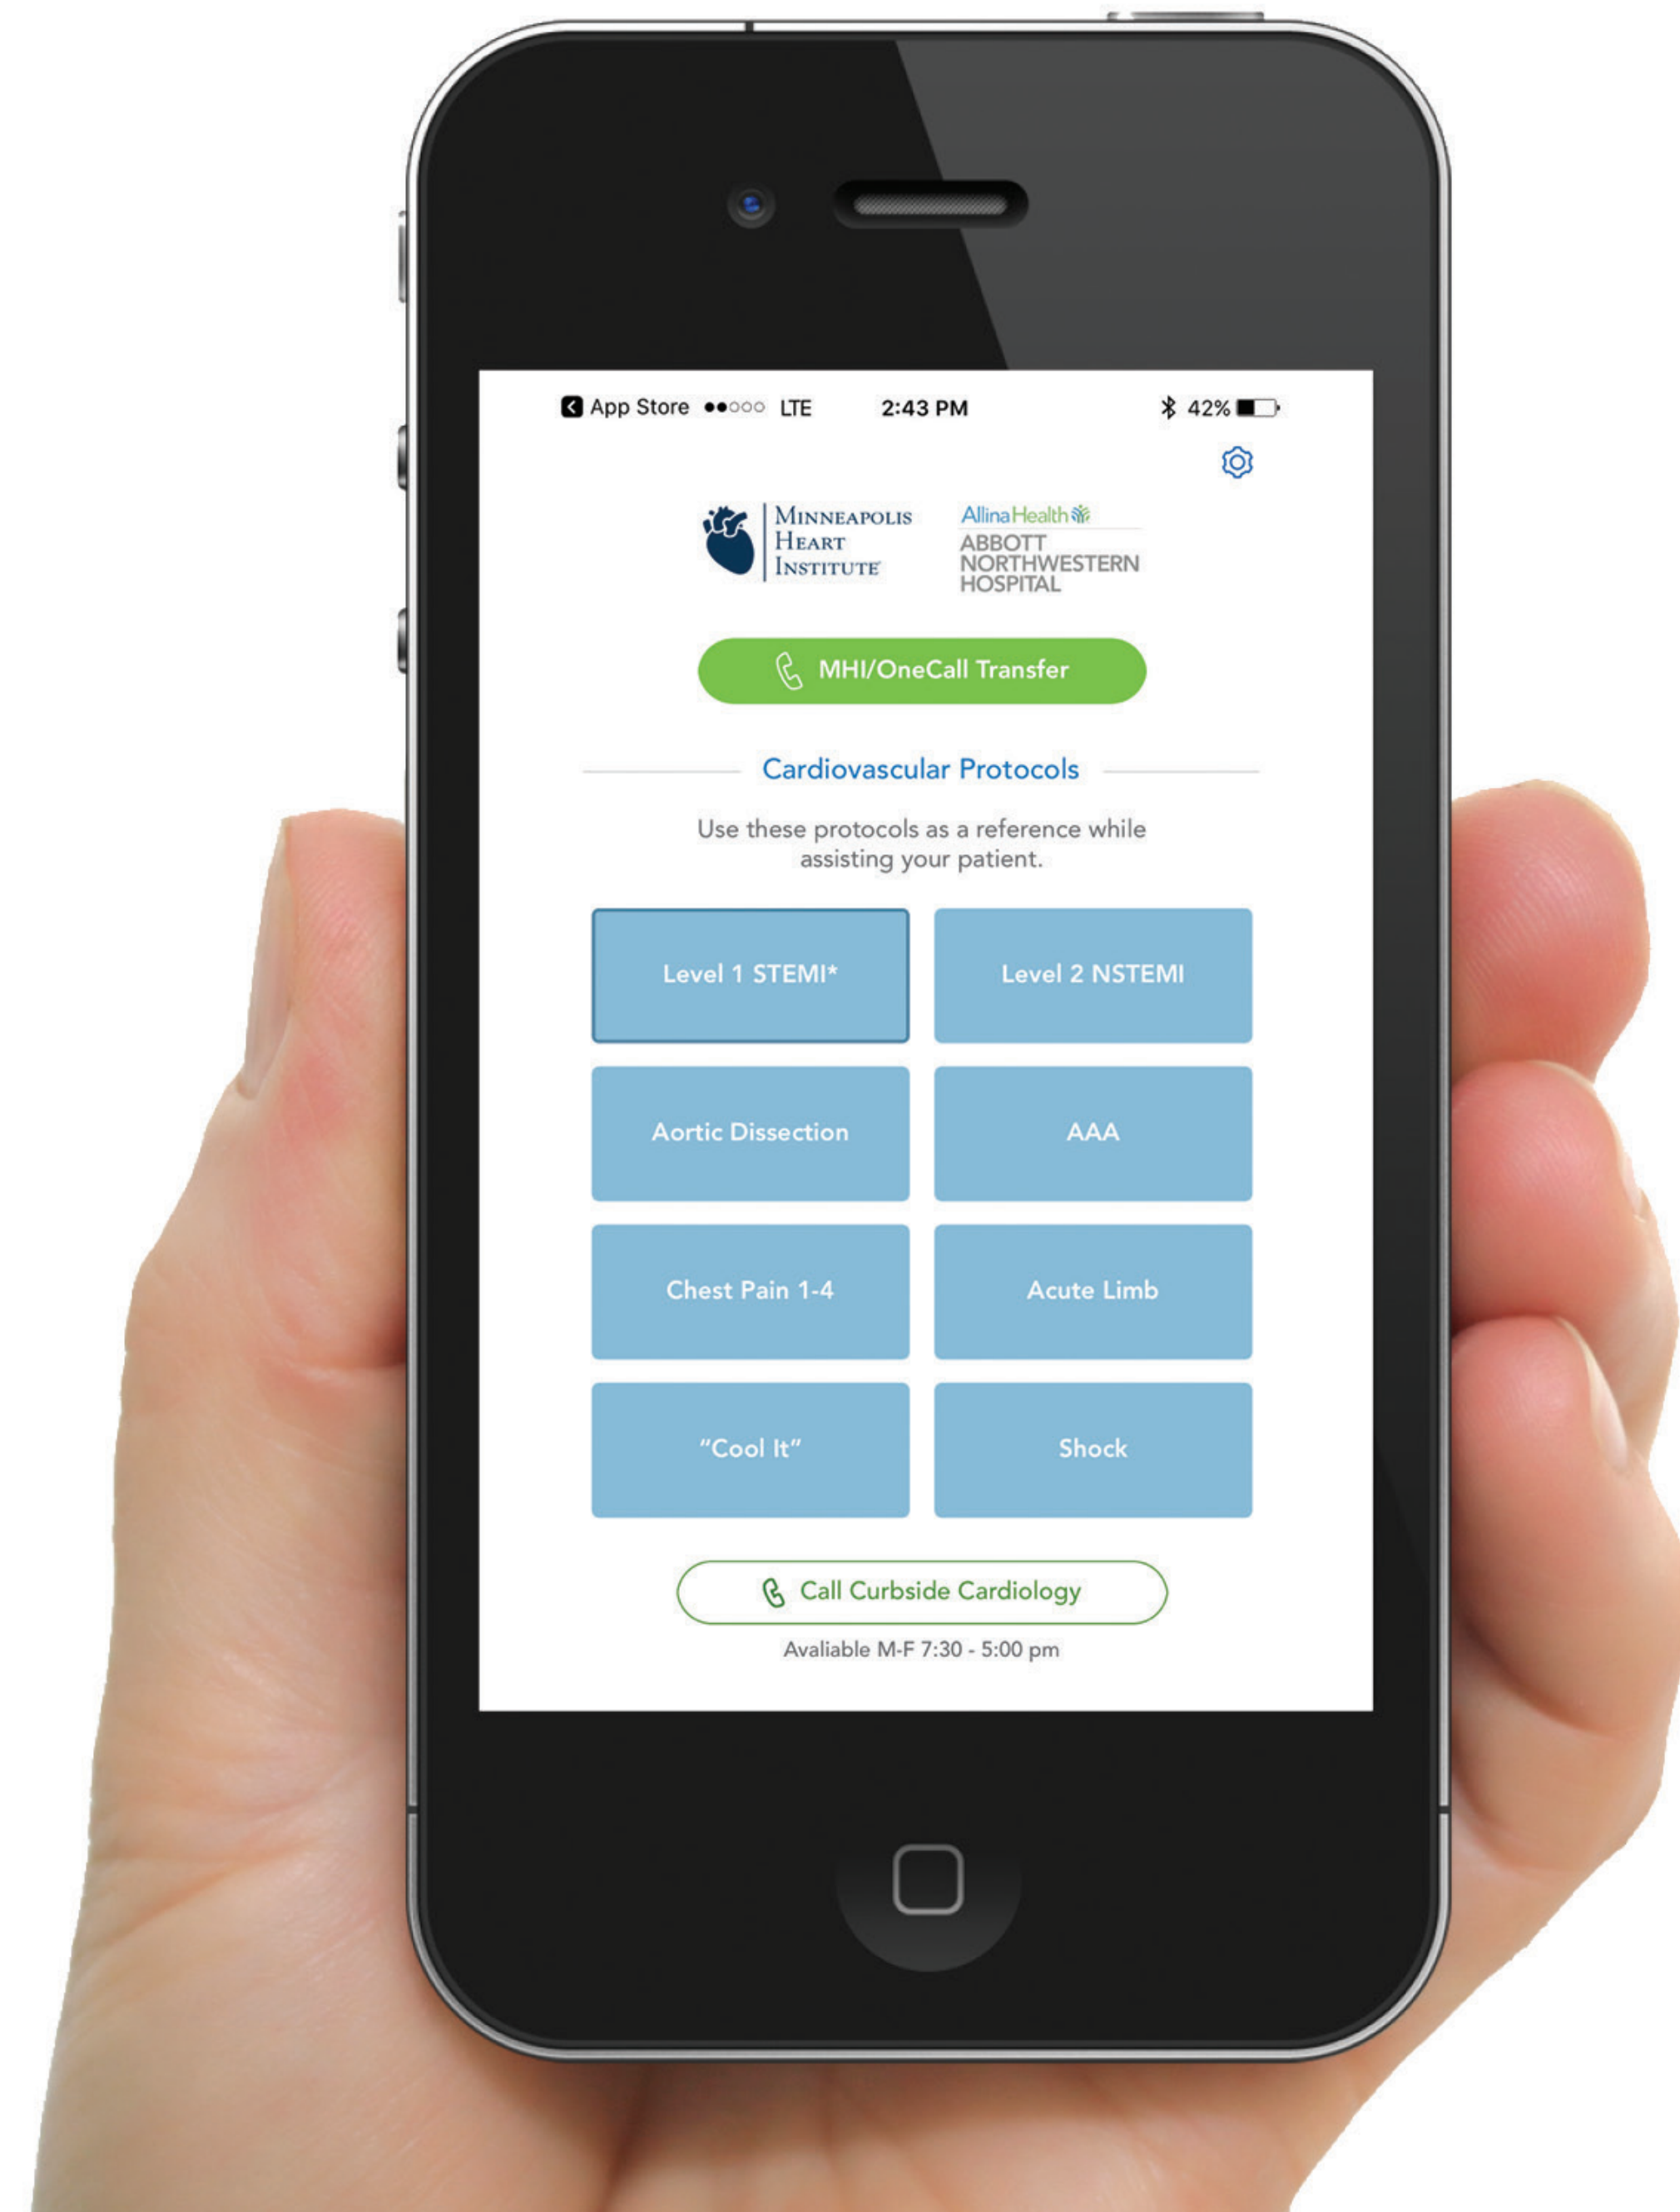 App Store LTE 2:43 PM 42%
MINNEAPOLIS
HEART
INSTITUTE
AllinaHealth
ABBOTT
NORTHWESTERN
HOSPITAL
MHI/OneCall Transfer
Cardiovascular Protocols
Use these protocols as a reference while
assisting your patient.
Level 1 STEMI*
Level 2 NSTEMI
Aortic Dissection
AAA
Chest Pain 1-4
Acute Limb
"Cool It"
Shock
Call Curbside Cardiology
Avaliable M-F 7:30 - 5:00 pm